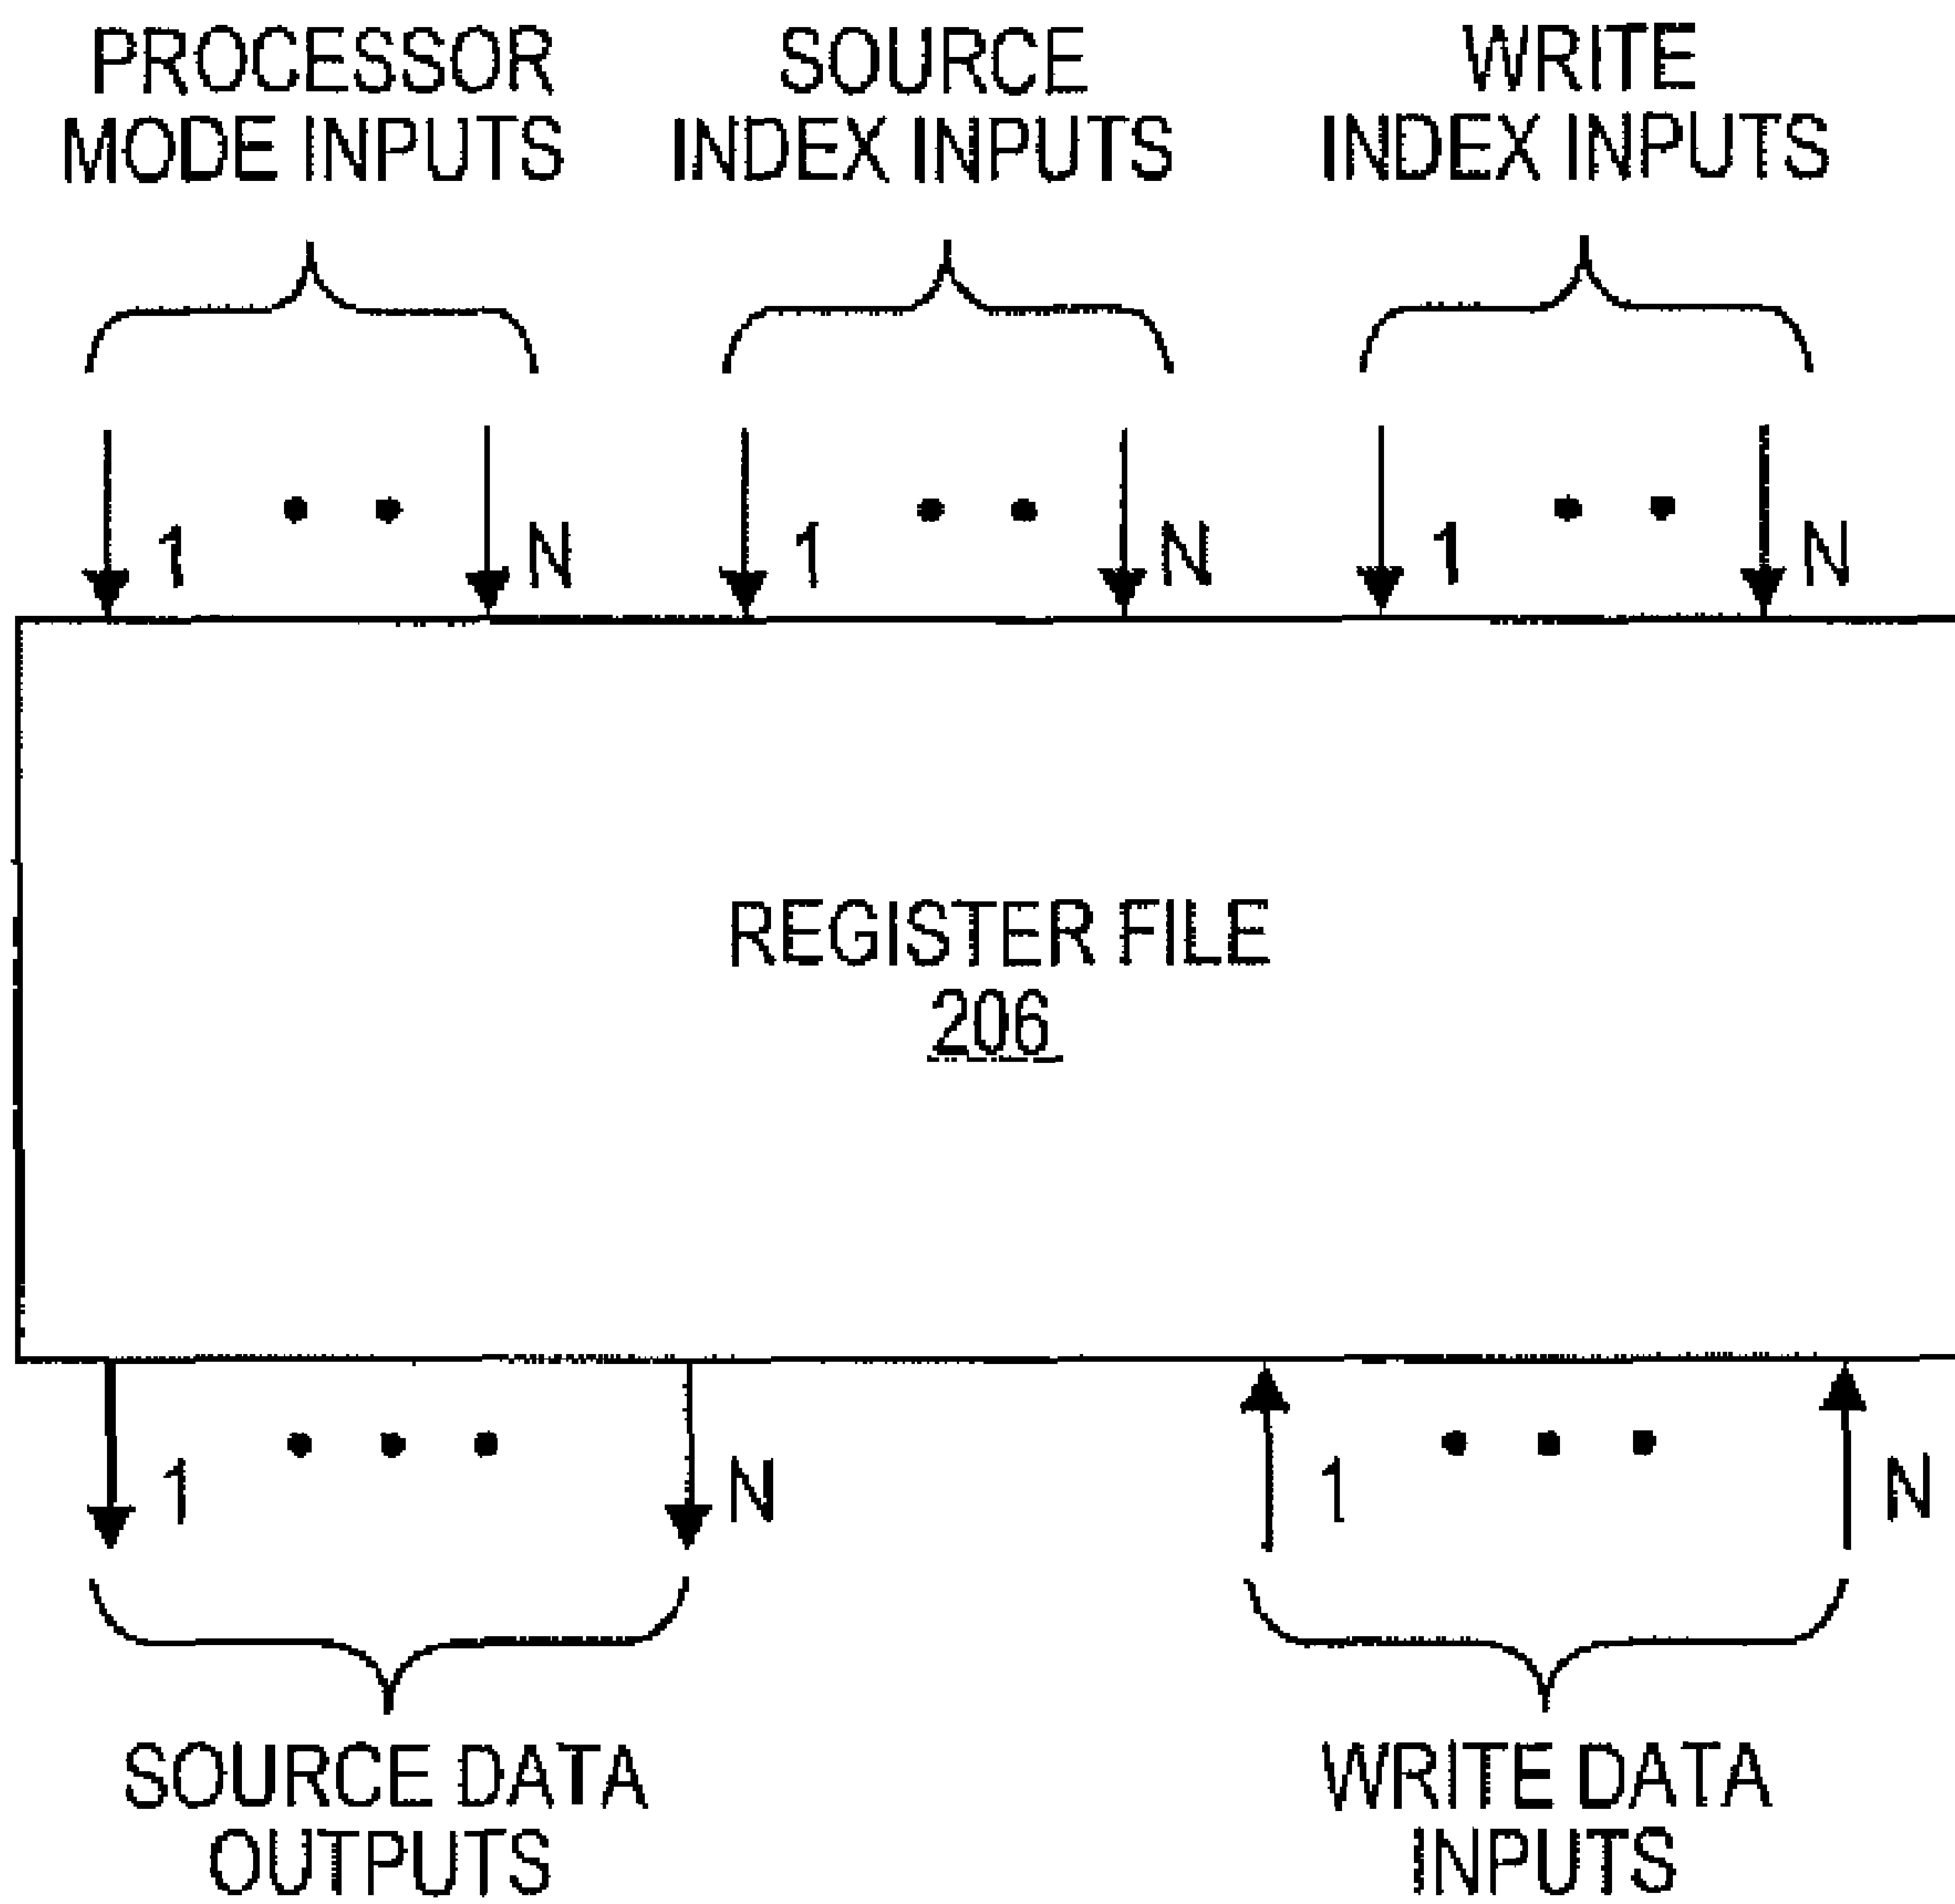 PROCESSOR
MODE INPUTS
SOURCE
INDEX INPUTS
WRITE
INDEX INPUTS
1 N 1 N 1 N
REGISTER FILE
206
1 N 1 N
SOURCE DATA
OUTPUTS
WRITE DATA
INPUTS